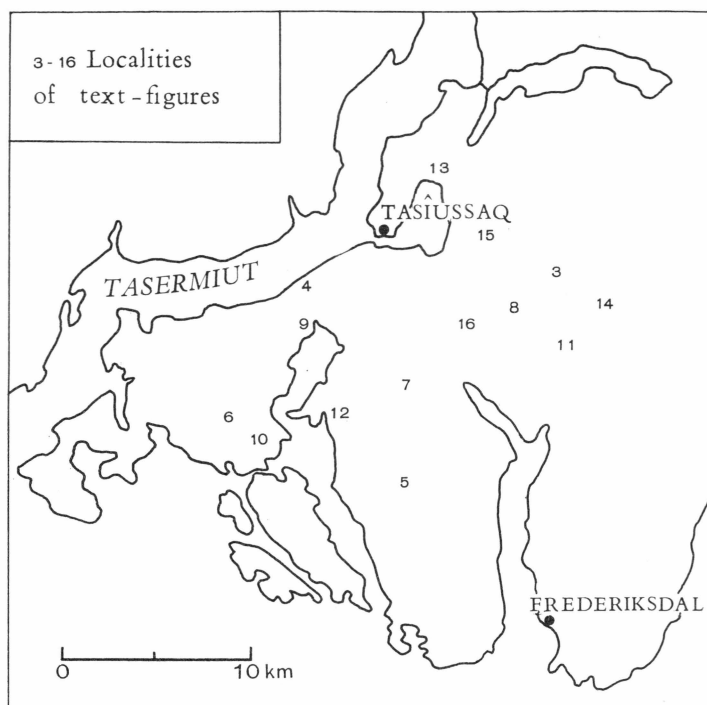 3-16 Localities
of text-figures
13
TASÎUSSAQ
15
TASERMIUT
4
3
8
14
9
16
11
7
6
12
10
5
FREDERIKSDAL
0
10 km